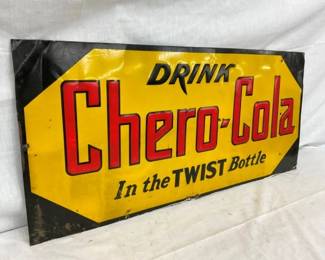 DRINK
Chero-Cola
In the TWIST Bottle